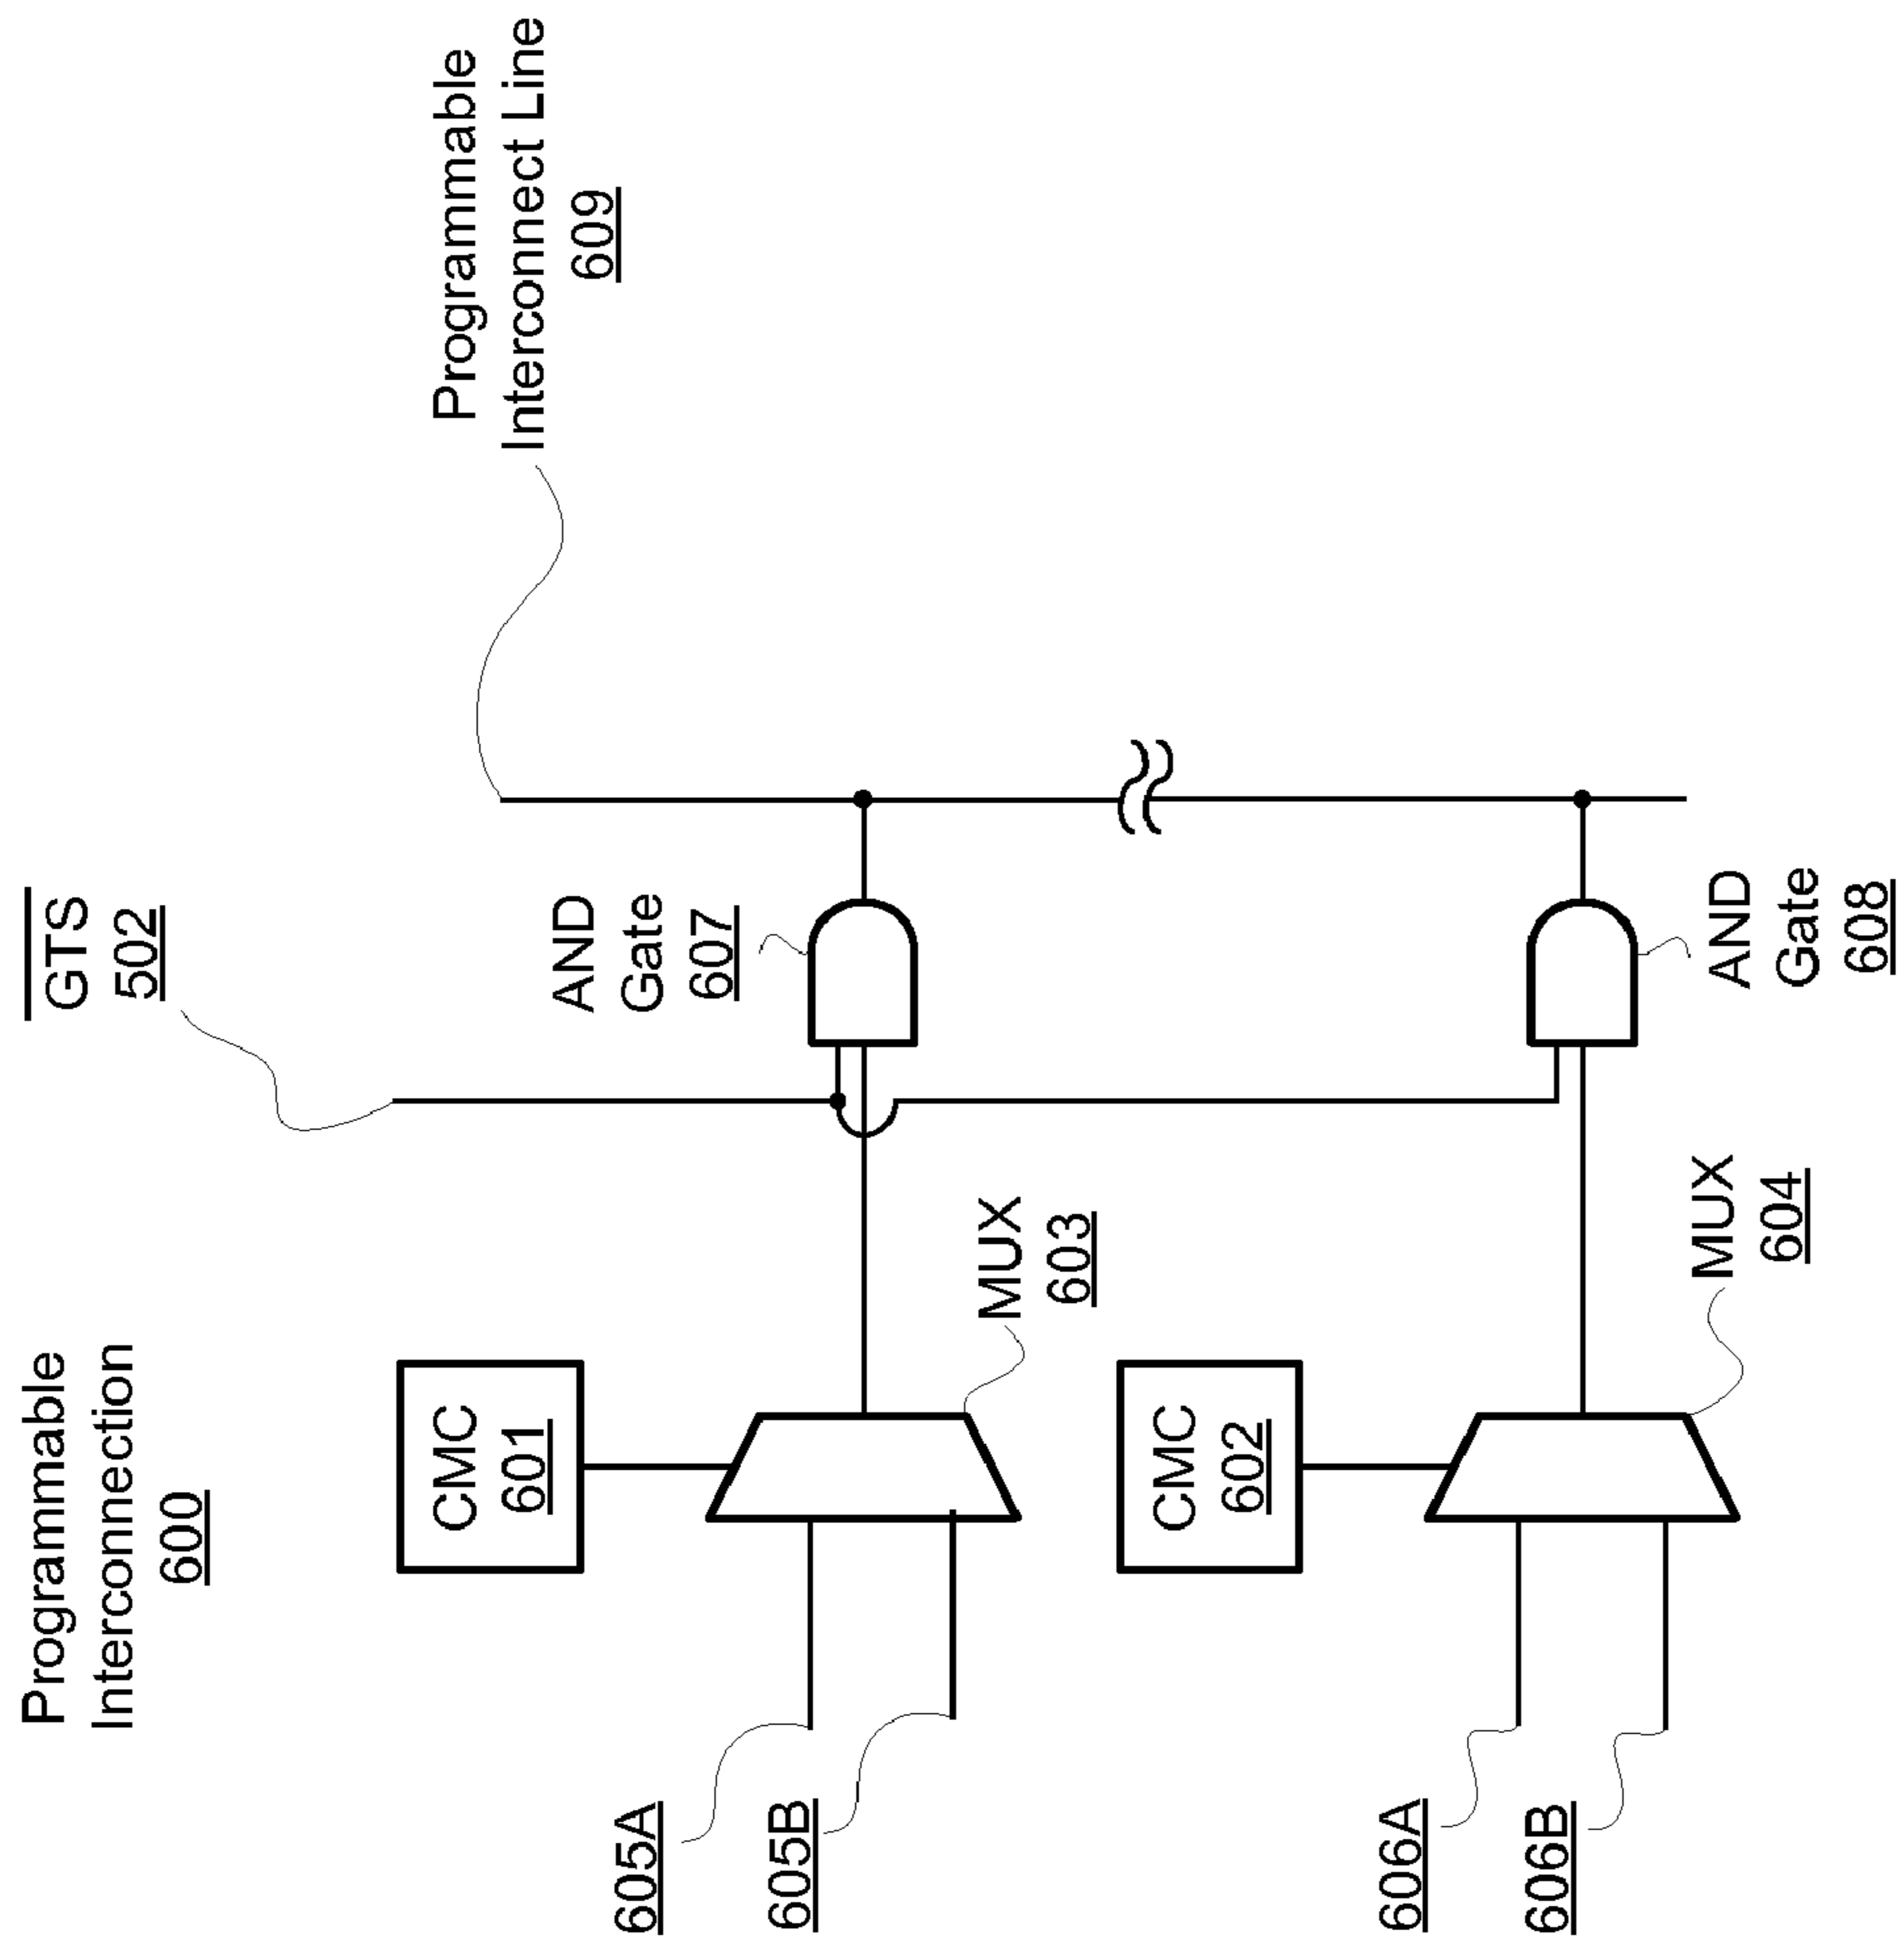 Programmable
Interconnection
600
GTS
502
Programmable
Interconnect Line
609
CMC
601
AND
Gate
607
605A
605B
MUX
603
CMC
602
606A
606B
MUX
604
AND
Gate
608